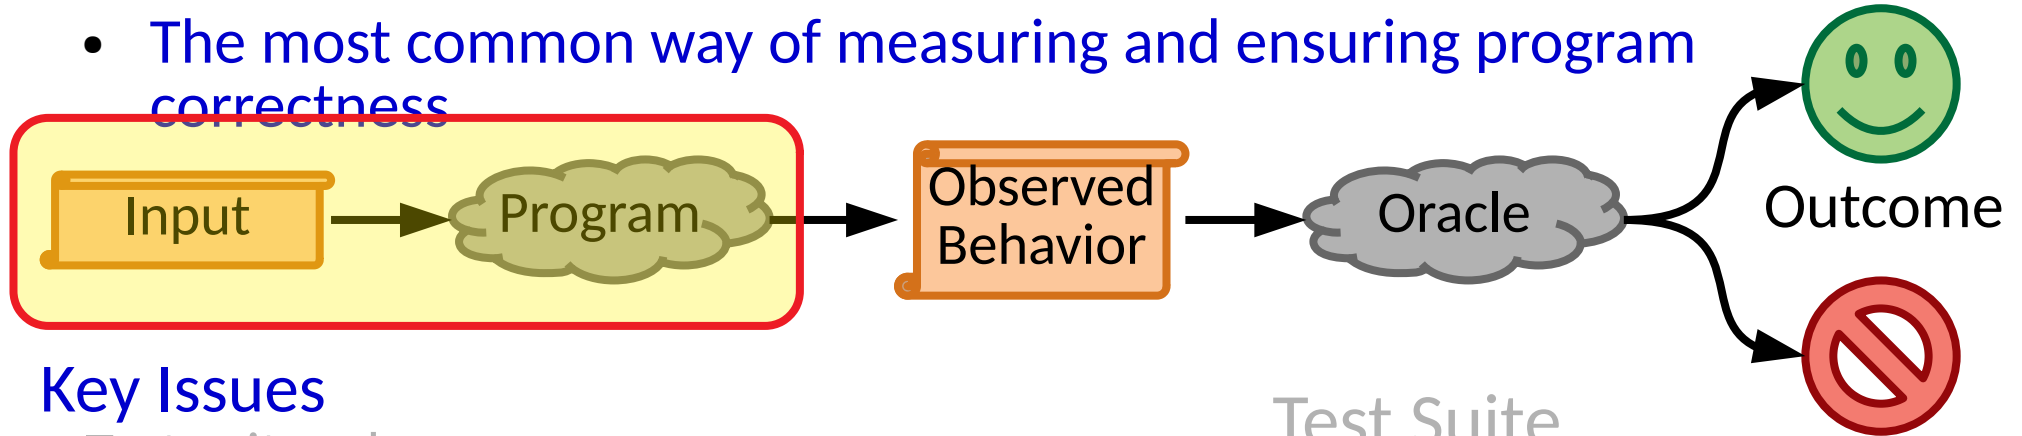 • The most common way of measuring and ensuring program
correctness
Input
Program
Observed
Behavior
Oracle
Outcome
Key Issues
Test Suite